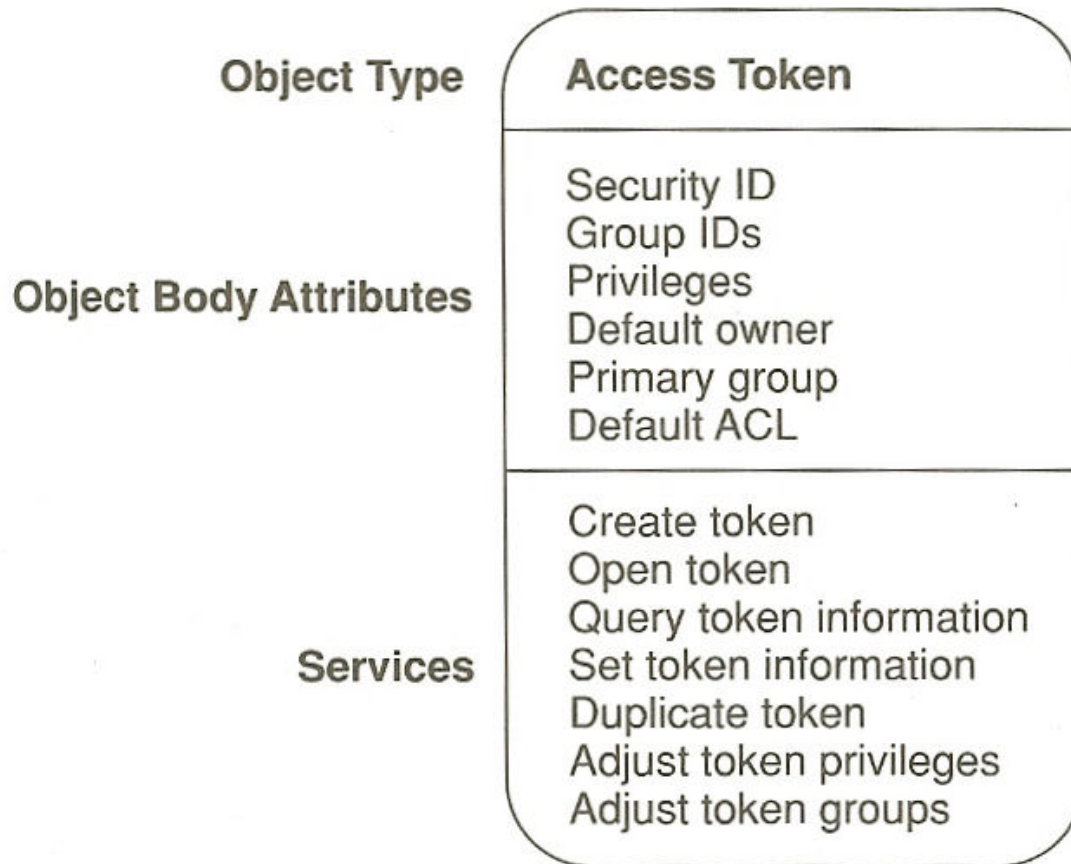 Object Type
Access Token
Object Body Attributes
Security ID
Group IDs
Privileges
Default owner
Primary group
Default ACL
Services
Create token
Open token
Query token information
Set token information
Duplicate token
Adjust token privileges
Adjust token groups